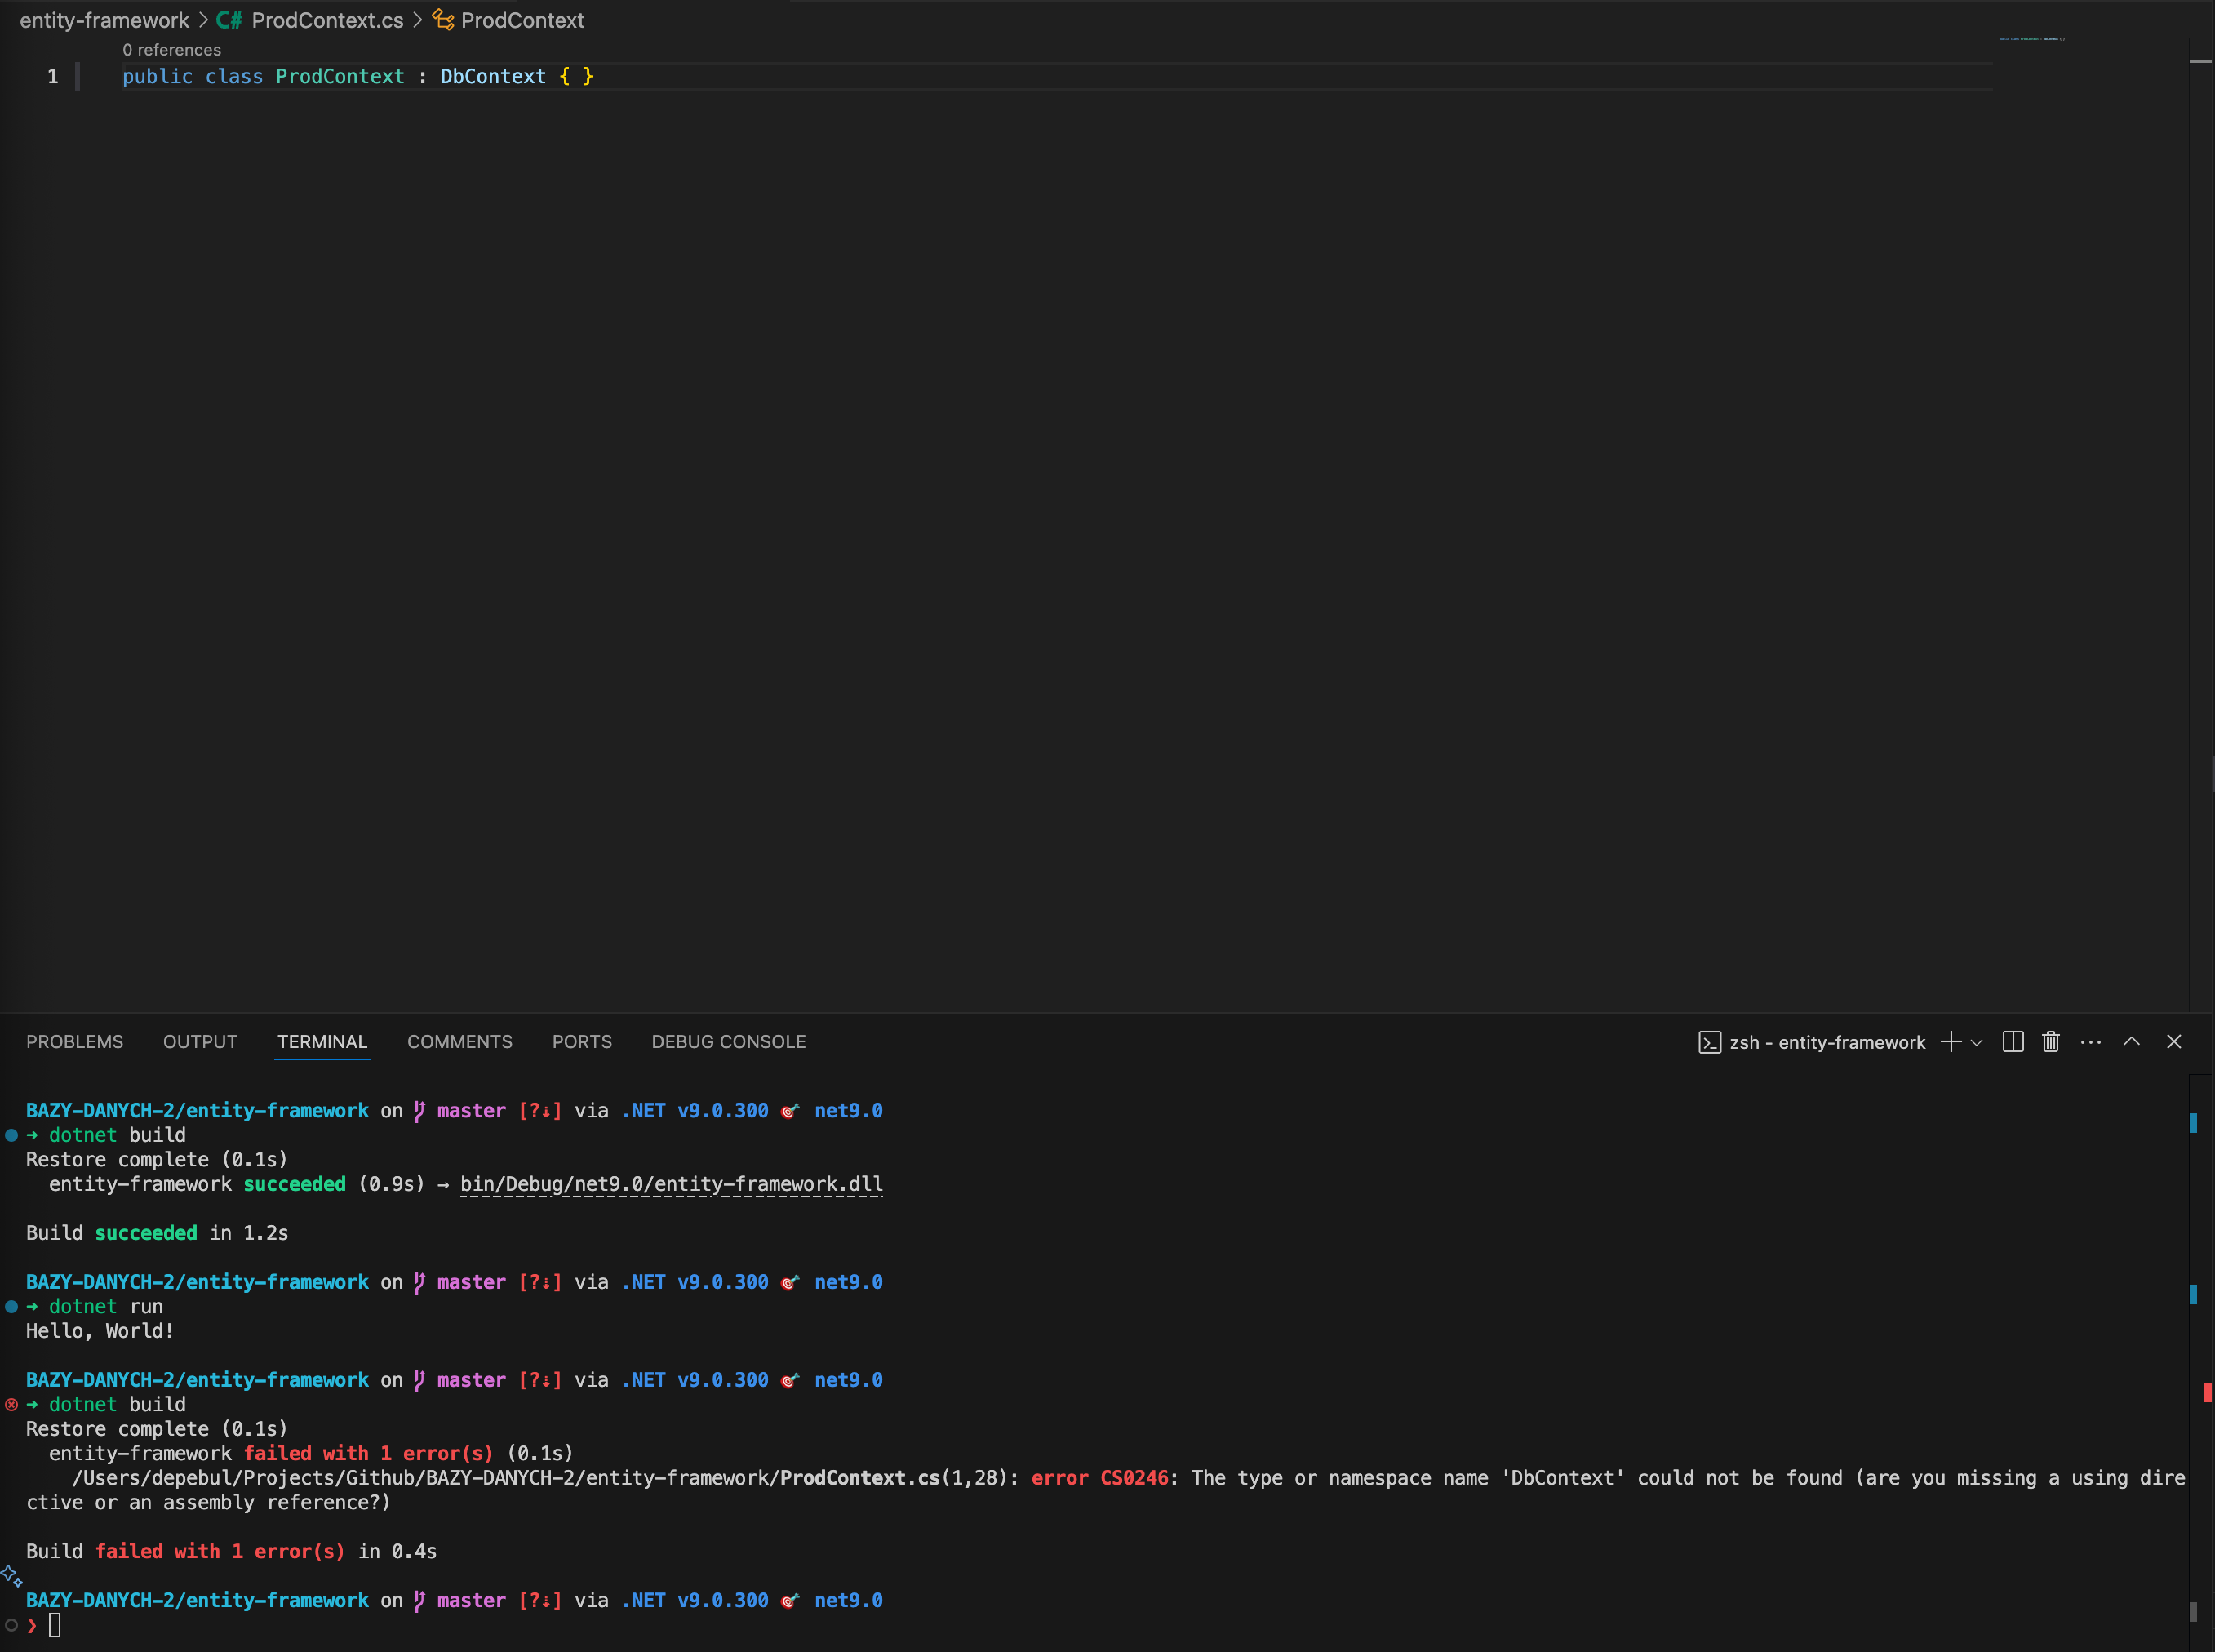 entity-framework > C# ProdContext.cs > ProdContext
0 references
1 public class ProdContext : DbContext { }
PROBLEMS OUTPUT TERMINAL COMMENTS PORTS DEBUG CONSOLE zsh - entity-framework
BAZY-DANYCH-2/entity-framework on master [?⇣] via .NET v9.0.300 🎯 net9.0
➜ dotnet build
Restore complete (0.1s)
entity-framework succeeded (0.9s) → bin/Debug/net9.0/entity-framework.dll
Build succeeded in 1.2s
BAZY-DANYCH-2/entity-framework on master [?⇣] via .NET v9.0.300 🎯 net9.0
➜ dotnet run
Hello, World!
BAZY-DANYCH-2/entity-framework on master [?⇣] via .NET v9.0.300 🎯 net9.0
➜ dotnet build
Restore complete (0.1s)
entity-framework failed with 1 error(s) (0.1s)
/Users/depebul/Projects/Github/BAZY-DANYCH-2/entity-framework/ProdContext.cs(1,28): error CS0246: The type or namespace name 'DbContext' could not be found (are you missing a using dire
ctive or an assembly reference?)
Build failed with 1 error(s) in 0.4s
BAZY-DANYCH-2/entity-framework on master [?⇣] via .NET v9.0.300 🎯 net9.0
❯